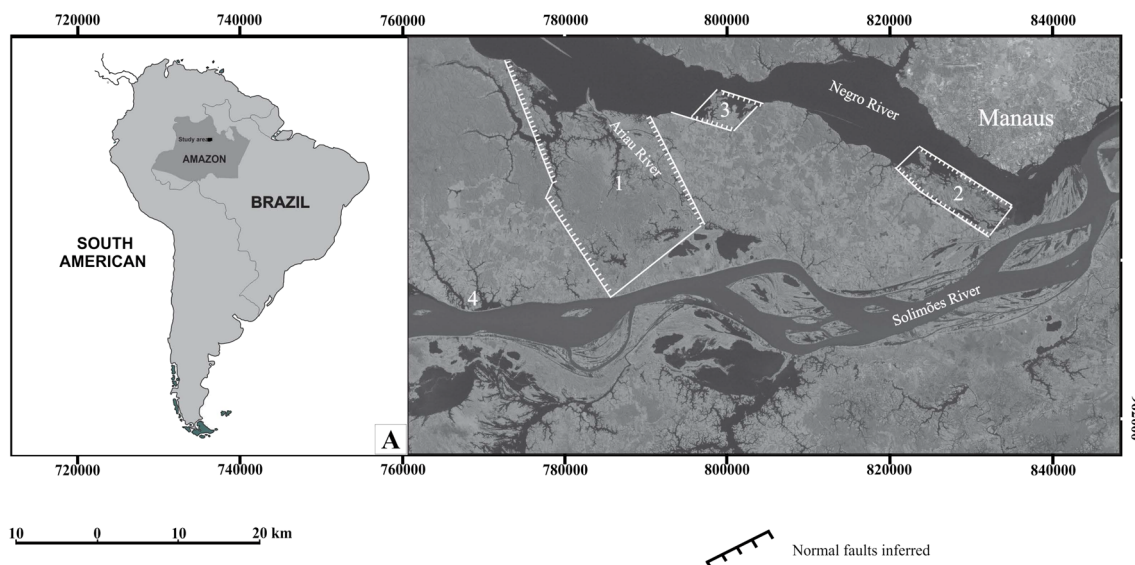 720000 740000 760000 780000 800000 820000 840000
Study area
AMAZON
BRAZIL
SOUTH
AMERICAN
A
Negro River
Manaus
3
Ariau River
1
2
4
Solimões River
720000 740000 760000 780000 800000 820000 840000
10 0 10 20 km
Normal faults inferred